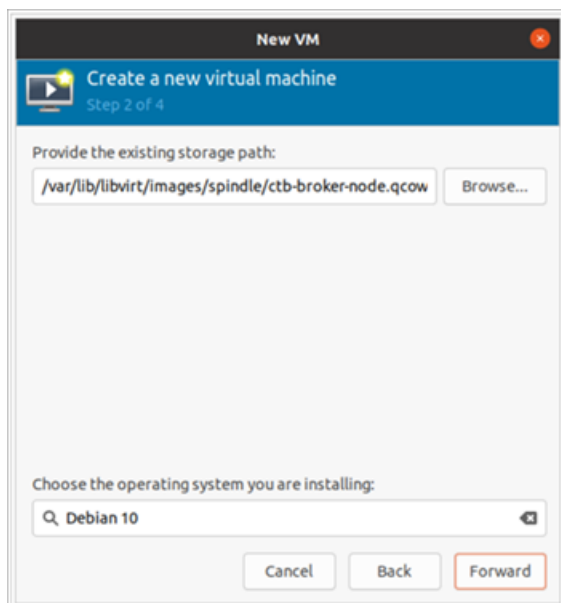 New VM
Create a new virtual machine
Step 2 of 4
Provide the existing storage path:
/var/lib/libvirt/images/spindle/ctb-broker-node.qcow
Browse...
Choose the operating system you are installing:
Debian 10
Cancel
Back
Forward